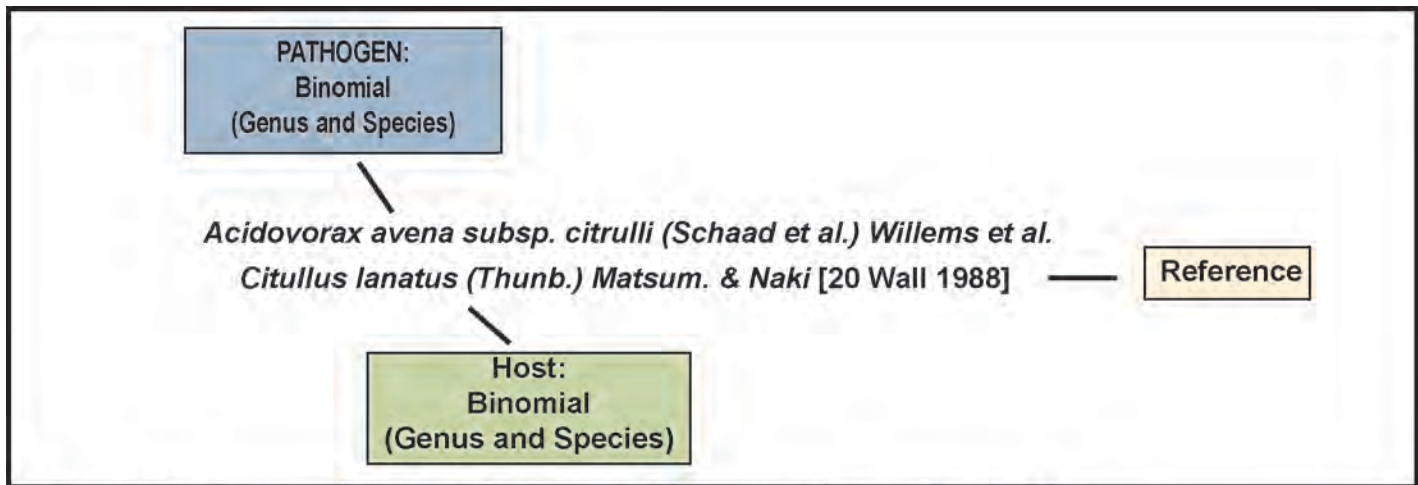 PATHOGEN:
Binomial
(Genus and Species)
Acidovorax avena subsp. citrulli (Schaad et al.) Willems et al.
Citullus lanatus (Thunb.) Matsum. & Naki [20 Wall 1988]
Reference
Host:
Binomial
(Genus and Species)